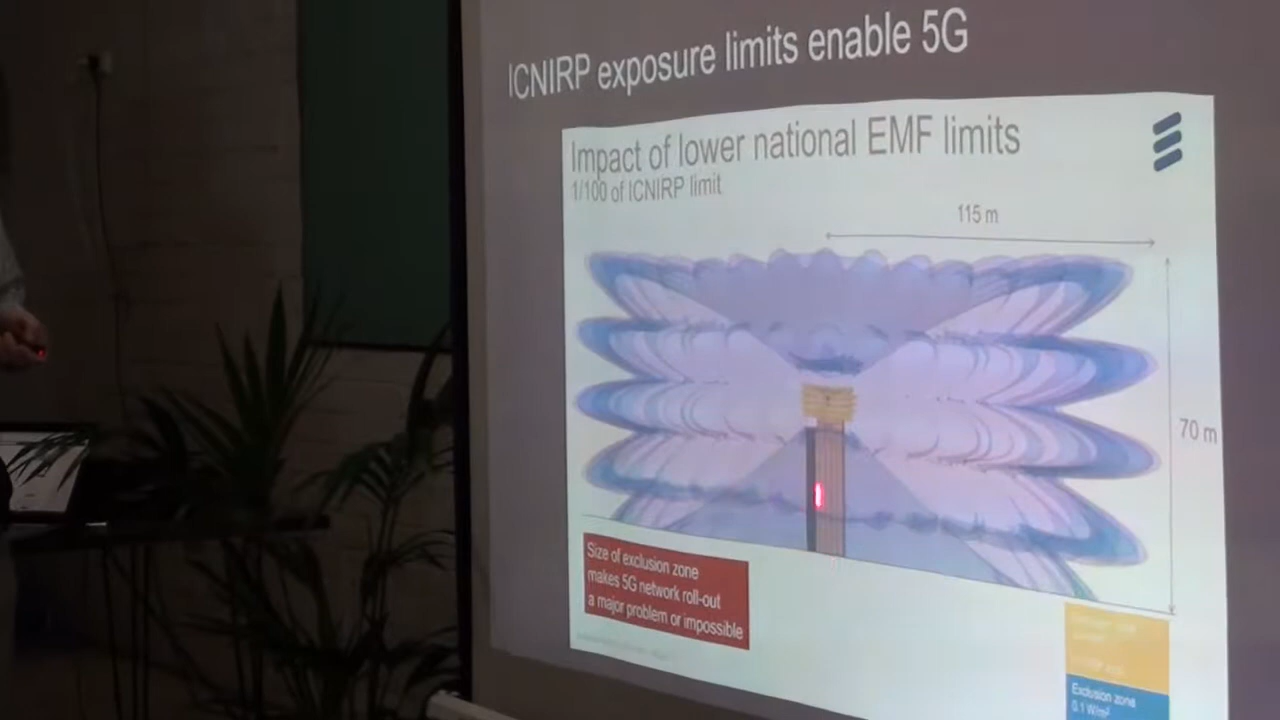 ICNIRP exposure limits enable 5G
Impact of lower national EMF limits
1/100 of ICNIRP limit
115 m
70 m
Size of exclusion zone
makes 5G network roll-out
a major problem or impossible
Exclusion zone
0.1 W/m²